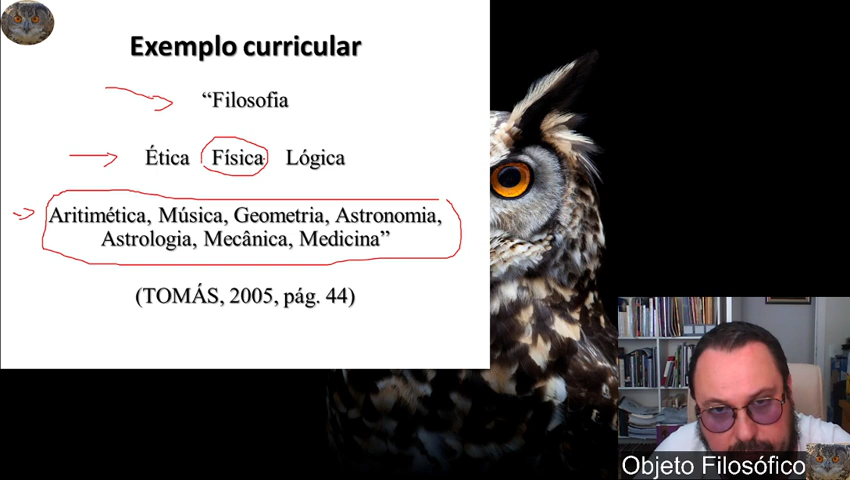 Exemplo curricular
“Filosofia
Ética Física Lógica
Aritimética, Música, Geometria, Astronomia,
Astrologia, Mecânica, Medicina”
(TOMÁS, 2005, pág. 44)
Objeto Filosófico